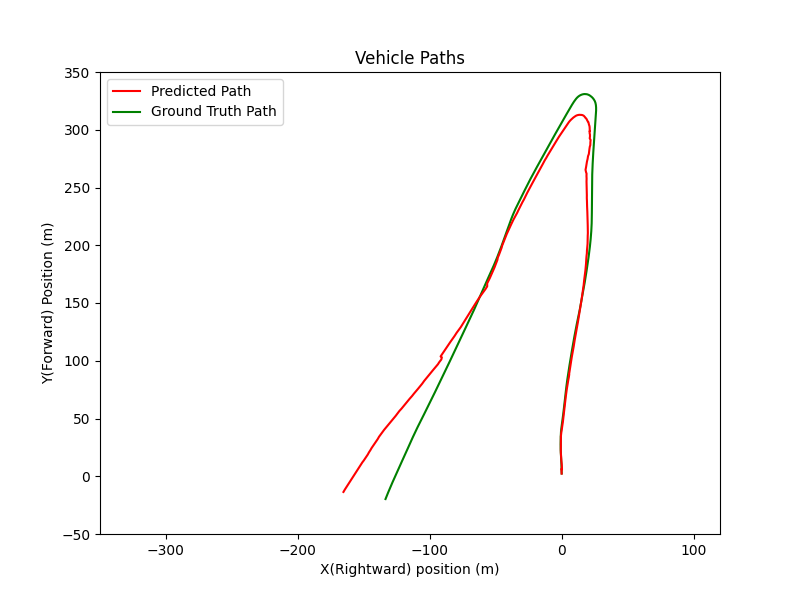 Vehicle Paths
Predicted Path
Ground Truth Path
350
300
250
200
150
100
50
0
−50
Y(Forward) Position (m)
−300
−200
−100
0
100
X(Rightward) position (m)